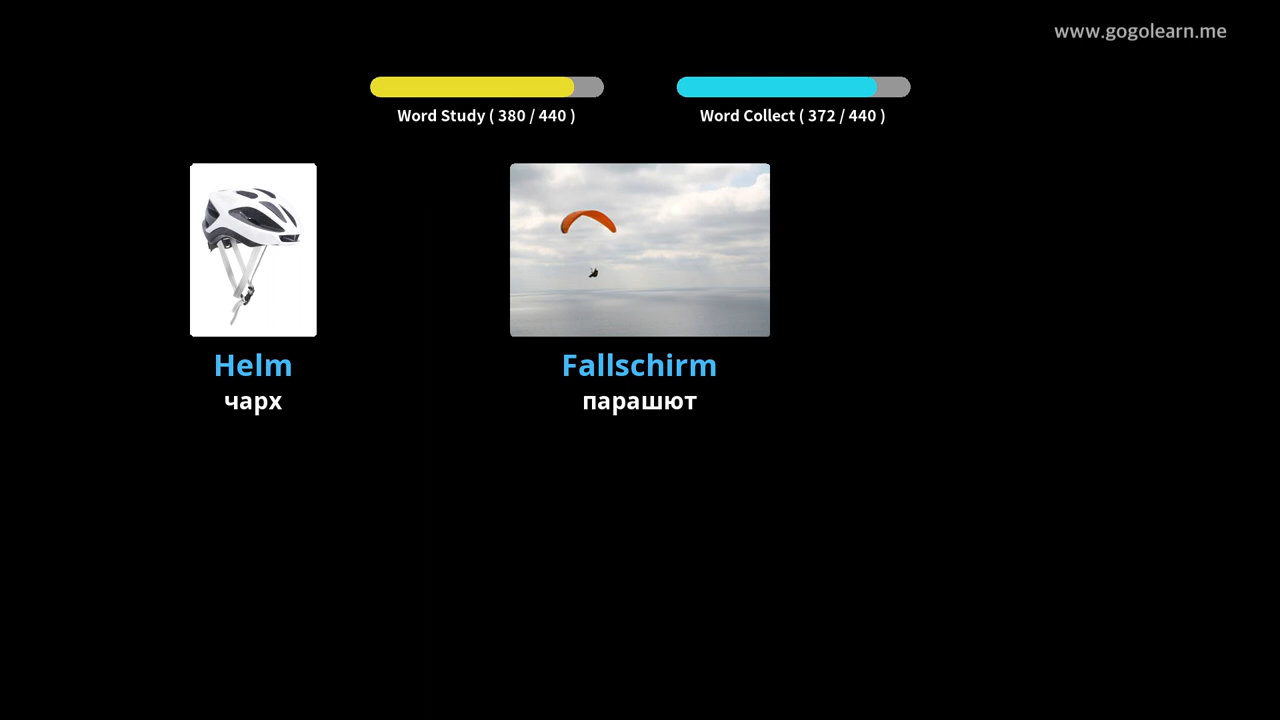 www.gogolearn.me
Word Study ( 380 / 440 )
Word Collect ( 372 / 440 )
Helm
чарх
Fallschirm
парашют